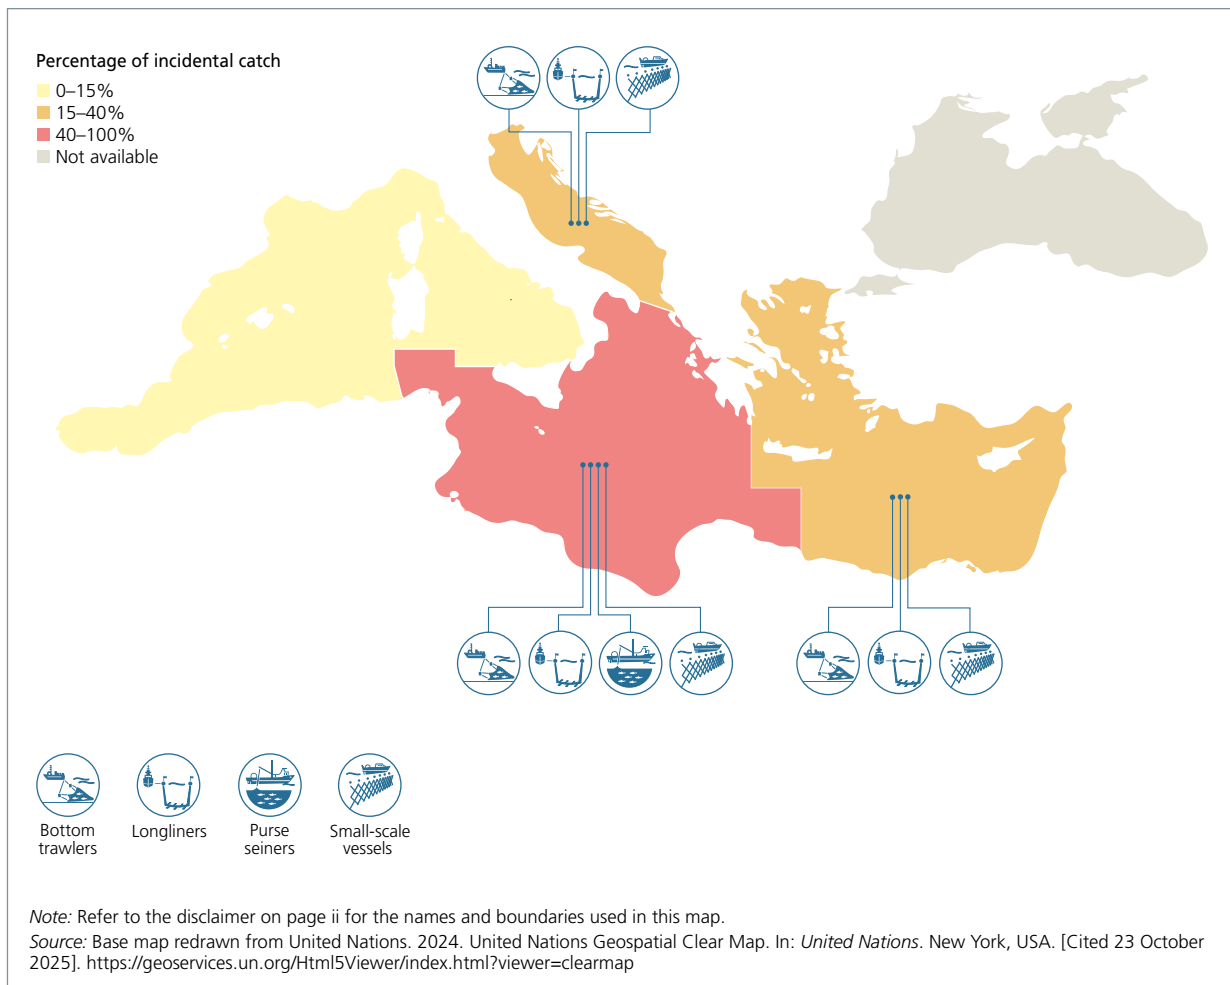 Percentage of incidental catch
0–15%
15–40%
40–100%
Not available
Bottom
trawlers
Longliners
Purse
seiners
Small-scale
vessels
Note: Refer to the disclaimer on page ii for the names and boundaries used in this map.
Source: Base map redrawn from United Nations. 2024. United Nations Geospatial Clear Map. In: United Nations. New York, USA. [Cited 23 October
2025]. https://geoservices.un.org/Html5Viewer/index.html?viewer=clearmap